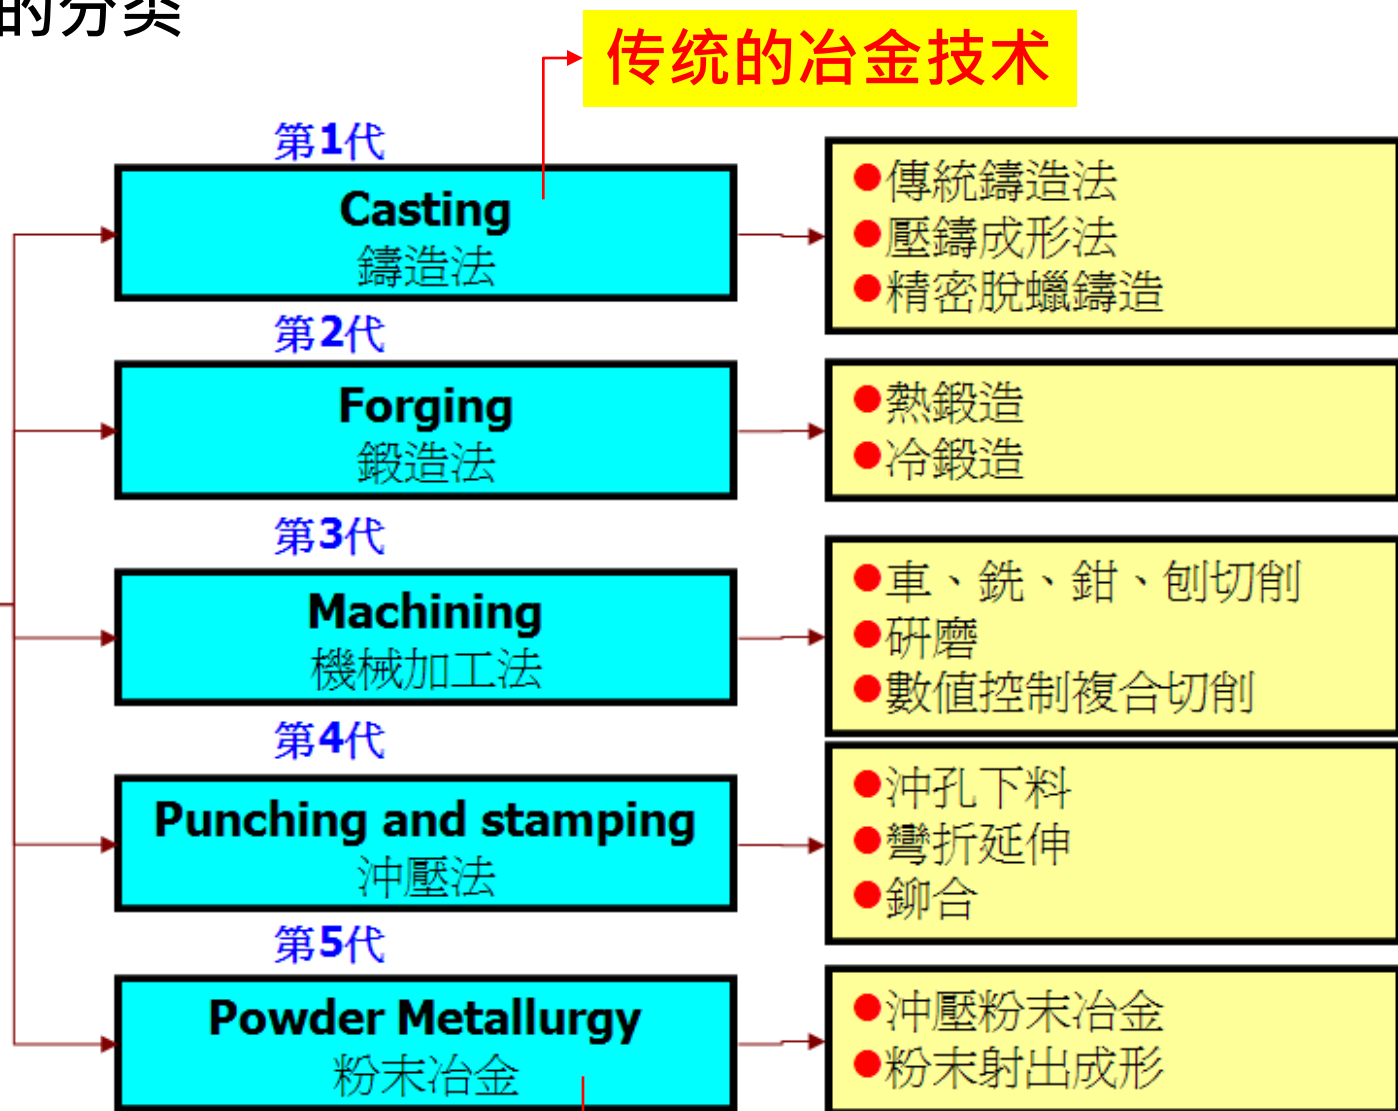 的分类
传统的冶金技术
第1代
Casting
鑄造法
●傳統鑄造法
●壓鑄成形法
●精密脫蠟鑄造
第2代
Forging
鍛造法
●熱鍛造
●冷鍛造
第3代
Machining
機械加工法
●車、銑、鉗、刨切削
●研磨
●數值控制複合切削
第4代
Punching and stamping
沖壓法
●沖孔下料
●彎折延伸
●鉚合
第5代
Powder Metallurgy
粉末冶金
●沖壓粉末冶金
●粉末射出成形